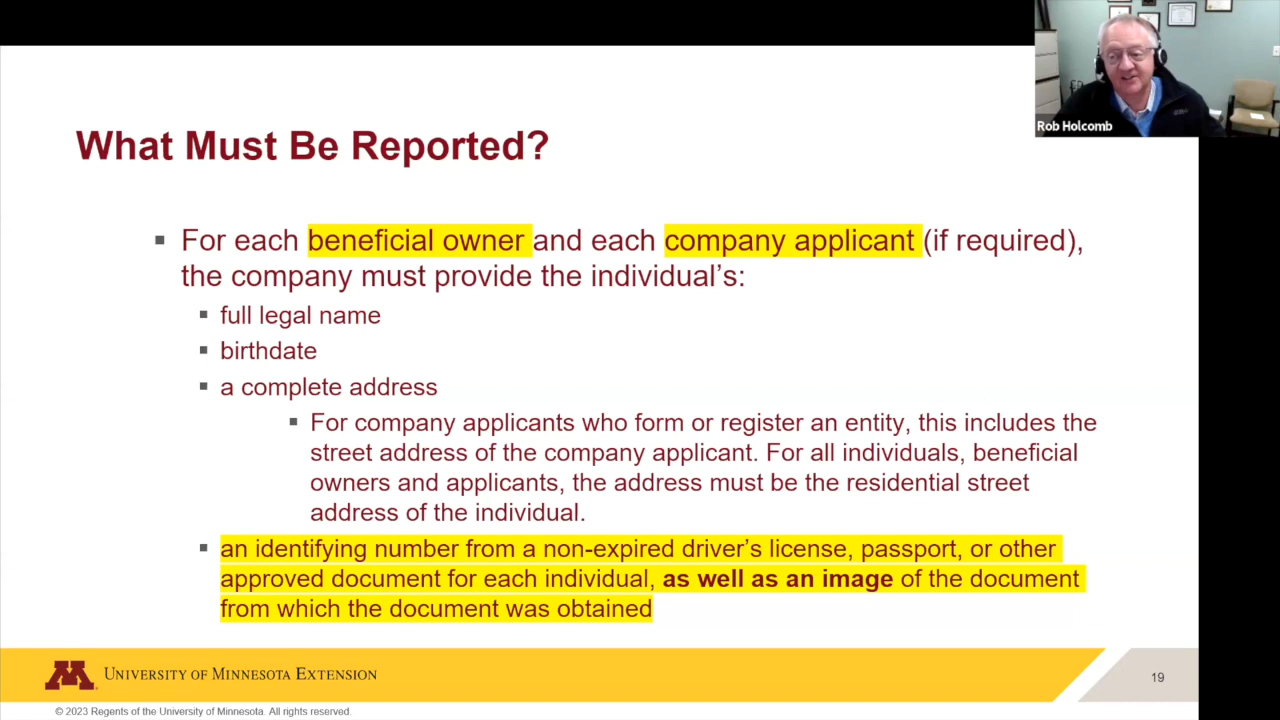 Rob Holcomb
What Must Be Reported?
For each beneficial owner and each company applicant (if required),
the company must provide the individual's:
full legal name
birthdate
a complete address
For company applicants who form or register an entity, this includes the
street address of the company applicant. For all individuals, beneficial
owners and applicants, the address must be the residential street
address of the individual.
an identifying number from a non-expired driver's license, passport, or other
approved document for each individual, as well as an image of the document
from which the document was obtained
M
UNIVERSITY OF MINNESOTA EXTENSION
19
© 2023 Regents of the University of Minnesota. All rights reserved.